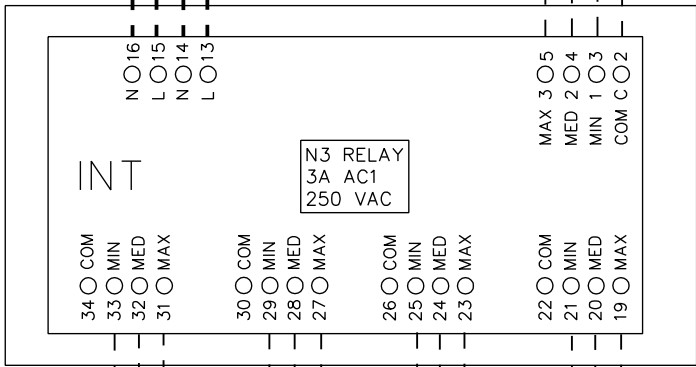 N 16
L 15
N 14
L 13
MAX 3 5
MED 2 4
MIN 1 3
COM C 2
INT
N3 RELAY
3A AC1
250 VAC
34 COM
33 MIN
32 MED
31 MAX
30 COM
29 MIN
28 MED
27 MAX
26 COM
25 MIN
24 MED
23 MAX
22 COM
21 MIN
20 MED
19 MAX